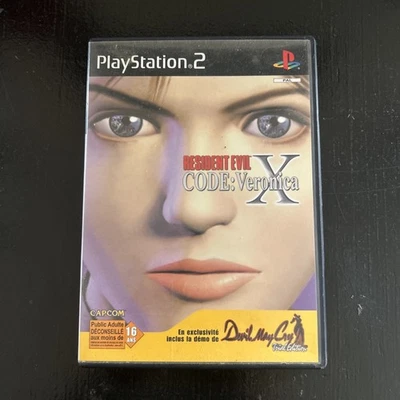 PlayStation®2
PAL
RESIDENT EVIL
CODE: Veronica X
CAPCOM
Public Adulte
DÉCONSEILLÉ
aux moins de
16
ANS
En exclusivité
inclus la démo de
Devil May Cry